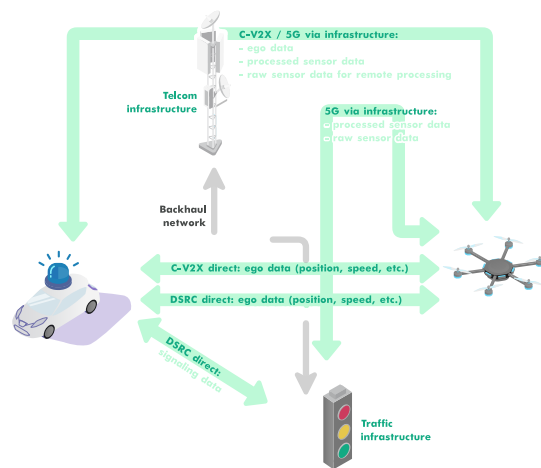 C-V2X / 5G via infrastructure:
- ego data
- processed sensor data
- raw sensor data for remote processing
Telcom
infrastructure
5G via infrastructure:
- processed sensor data
- raw sensor data
Backhaul
network
C-V2X direct: ego data (position, speed, etc.)
DSRC direct: ego data (position, speed, etc.)
DSRC direct:
signaling data
Traffic
infrastructure